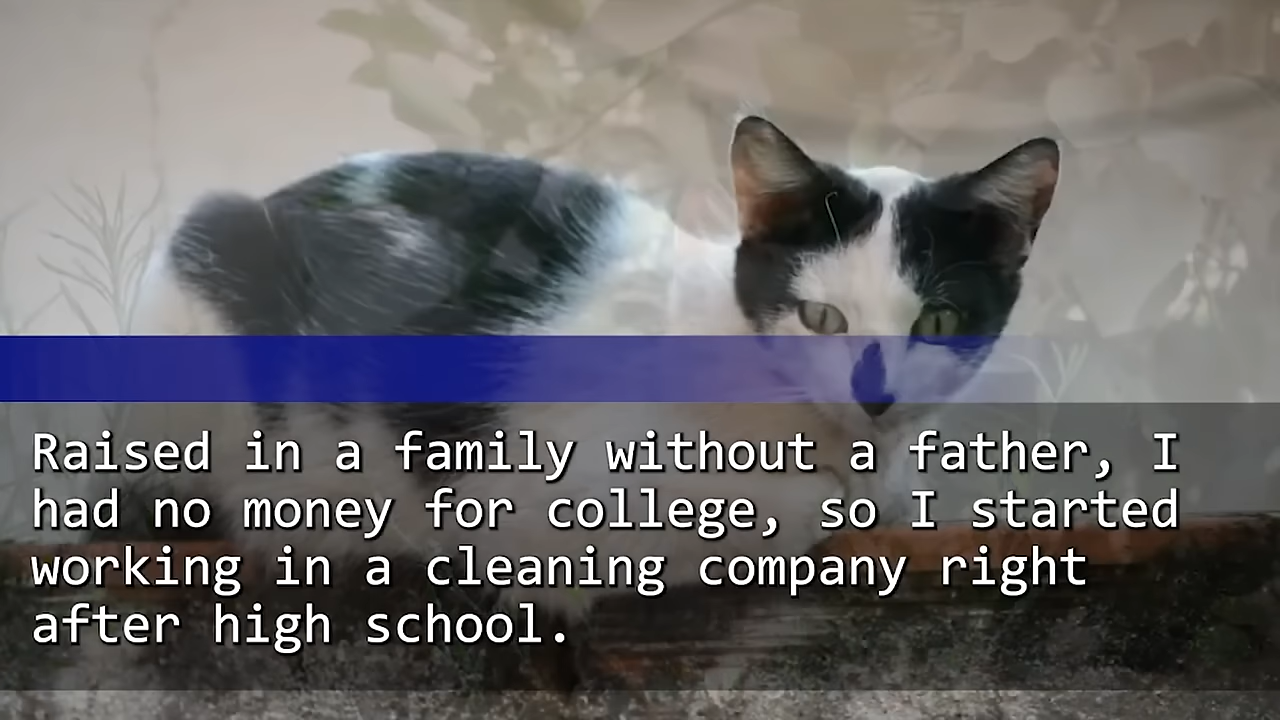 Raised in a family without a father, I
had no money for college, so I started
working in a cleaning company right
after high school.